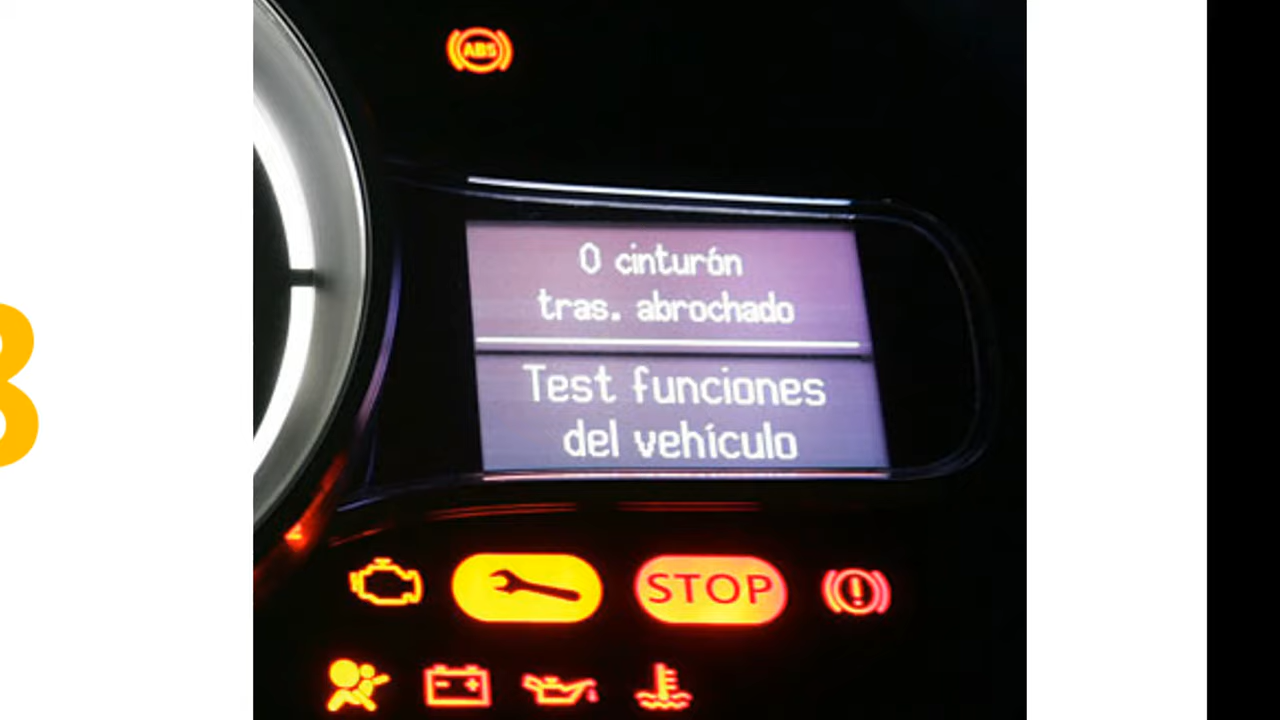 ABS
0 cinturón
tras. abrochado
Test funciones
del vehículo
STOP